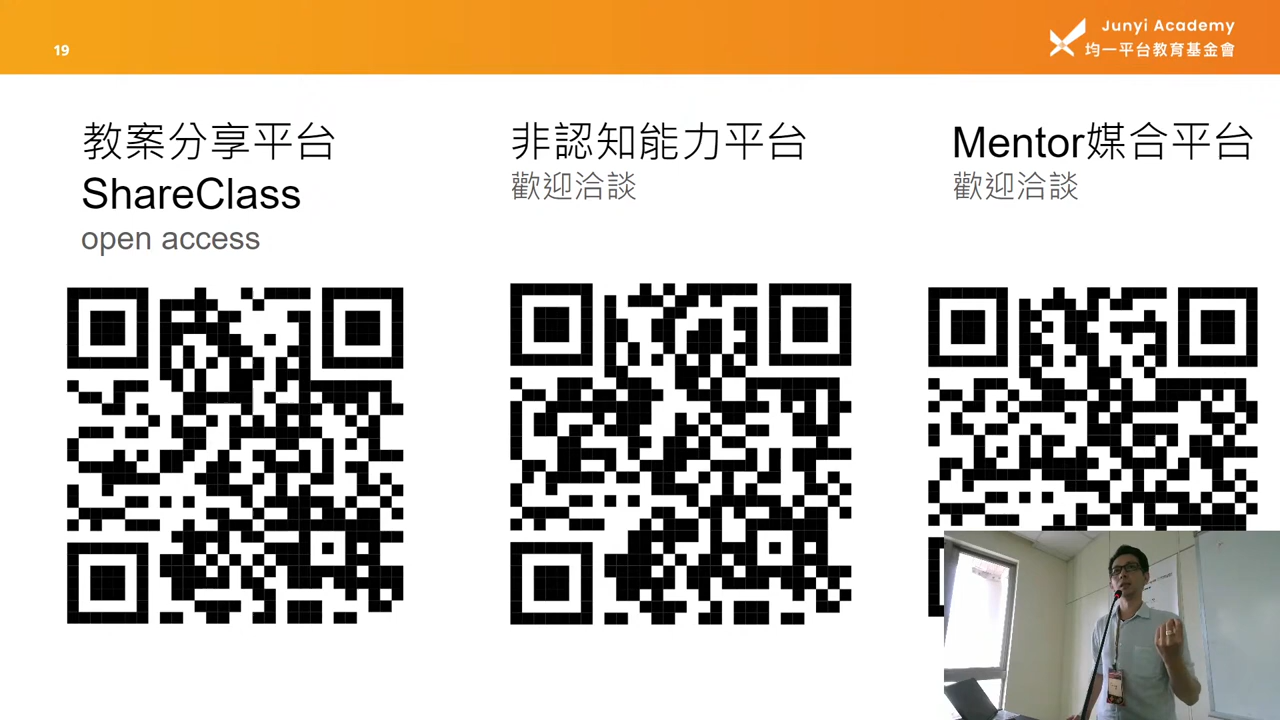 19
Junyi Academy
均一平台教育基金會
教案分享平台
ShareClass
open access
非認知能力平台
歡迎洽談
Mentor媒合平台
歡迎洽談